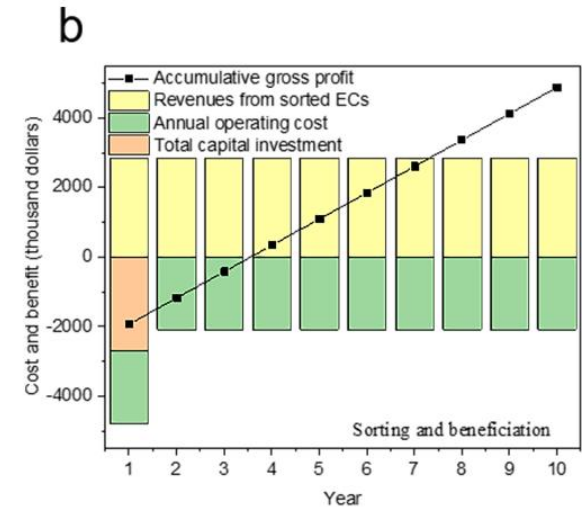 b
Accumulative gross profit
Revenues from sorted ECs
Annual operating cost
Total capital investment
Cost and benefit (thousand dollars)
4000
2000
0
-2000
-4000
Sorting and beneficiation
1 2 3 4 5 6 7 8 9 10
Year